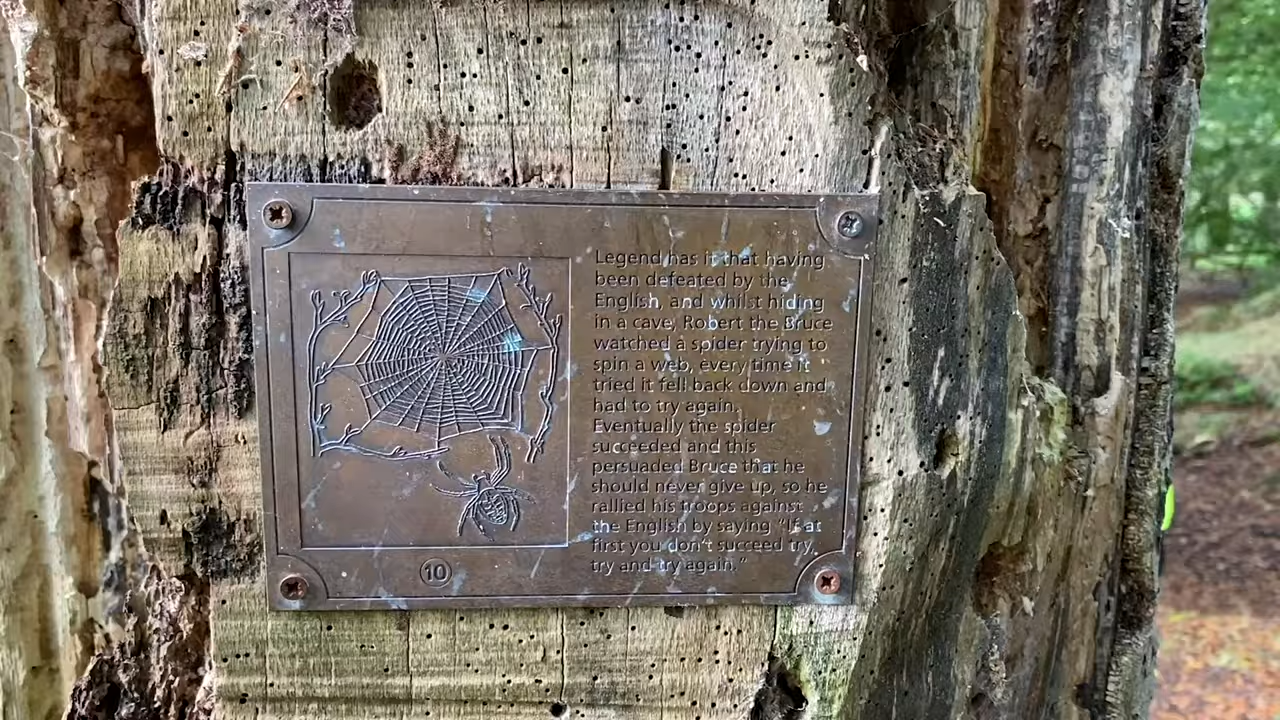 Legend has it that having
been defeated by the
English, and whilst hiding
in a cave, Robert the Bruce
watched a spider trying to
spin a web, every time it
tried it fell back down and
had to try again.
Eventually the spider
succeeded and this
persuaded Bruce that he
should never give up, so he
rallied his troops against
the English by saying "If at
first you don't succeed try,
try and try again."
10